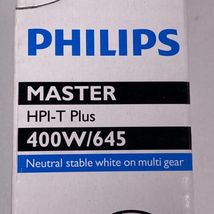 PHILIPS
MASTER
HPI-T Plus
400W/645
Neutral stable white on multi gear